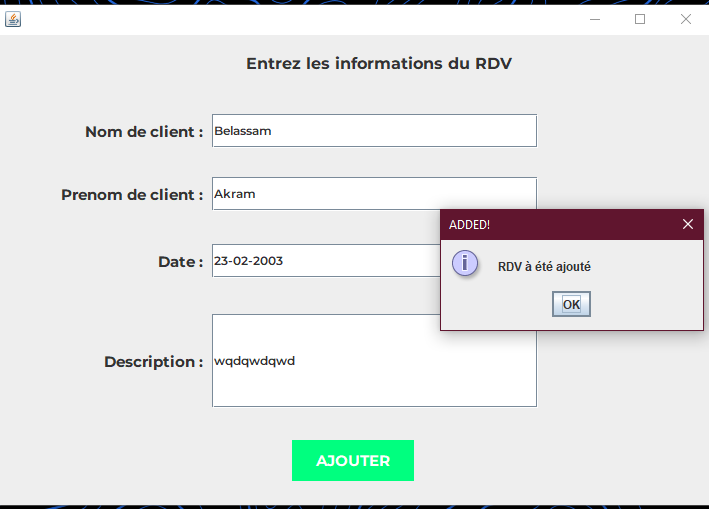 Entrez les informations du RDV
Nom de client : Belassam
Prenom de client : Akram
ADDED!
Date : 23-02-2003
RDV à été ajouté
OK
Description : wqdqwdqwd
AJOUTER